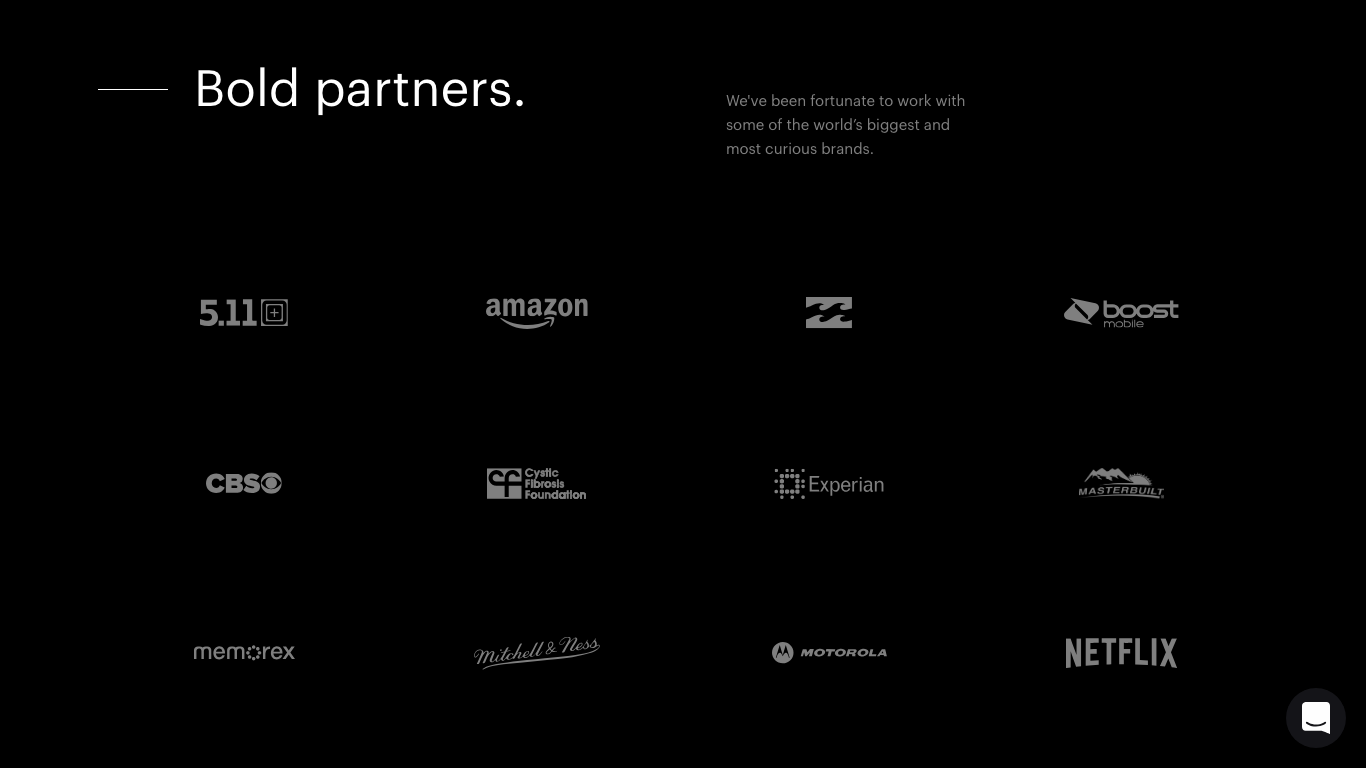 Bold partners.
We've been fortunate to work with
some of the world’s biggest and
most curious brands.
5.11
amazon
boost
mobile
CBS
cf Cystic
Fibrosis
Foundation
Experian
MASTERBUILT
memorex
Mitchell & Ness
MOTOROLA
NETFLIX